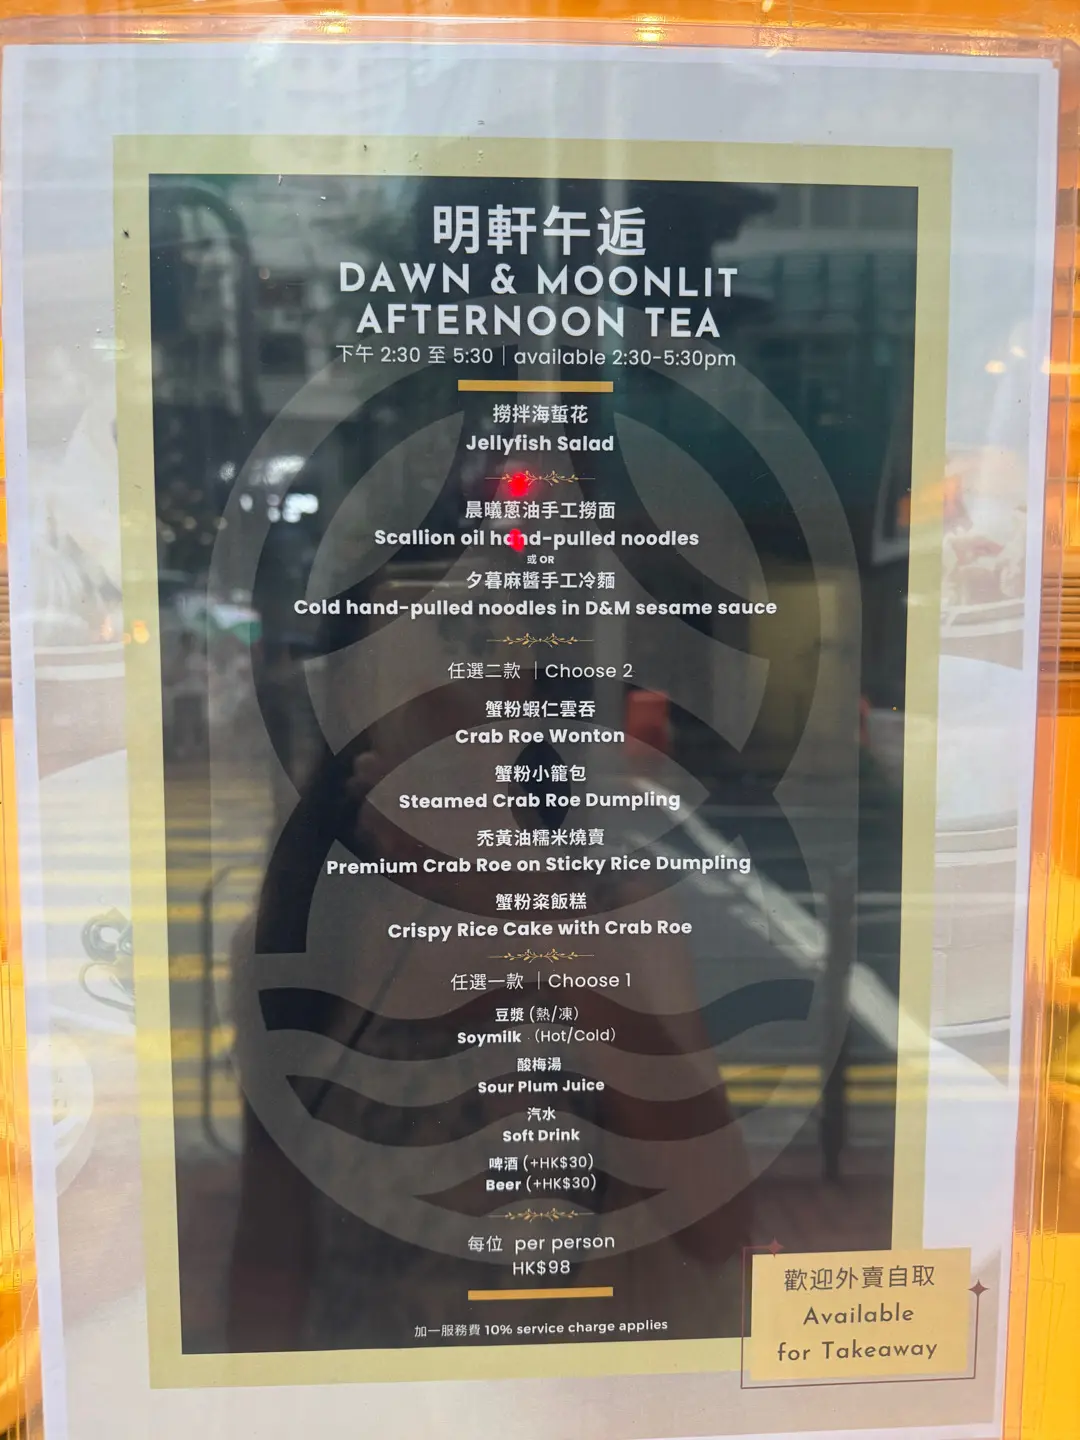 明軒午逅
DAWN & MOONLIT
AFTERNOON TEA
下午 2:30 至 5:30 | available 2:30-5:30pm
撈拌海蜇花
Jellyfish Salad
晨曦蔥油手工撈面
Scallion oil hand-pulled noodles
或 OR
夕暮麻醬手工冷麵
Cold hand-pulled noodles in D&M sesame sauce
任選二款 | Choose 2
蟹粉蝦仁雲吞
Crab Roe Wonton
蟹粉小籠包
Steamed Crab Roe Dumpling
禿黃油糯米燒賣
Premium Crab Roe on Sticky Rice Dumpling
蟹粉粢飯糕
Crispy Rice Cake with Crab Roe
任選一款 | Choose 1
豆漿 (熱/凍)
Soymilk (Hot/Cold)
酸梅湯
Sour Plum Juice
汽水
Soft Drink
啤酒 (+HK$30)
Beer (+HK$30)
每位 per person
HK$98
加一服務費 10% service charge applies
歡迎外賣自取
Available
for Takeaway